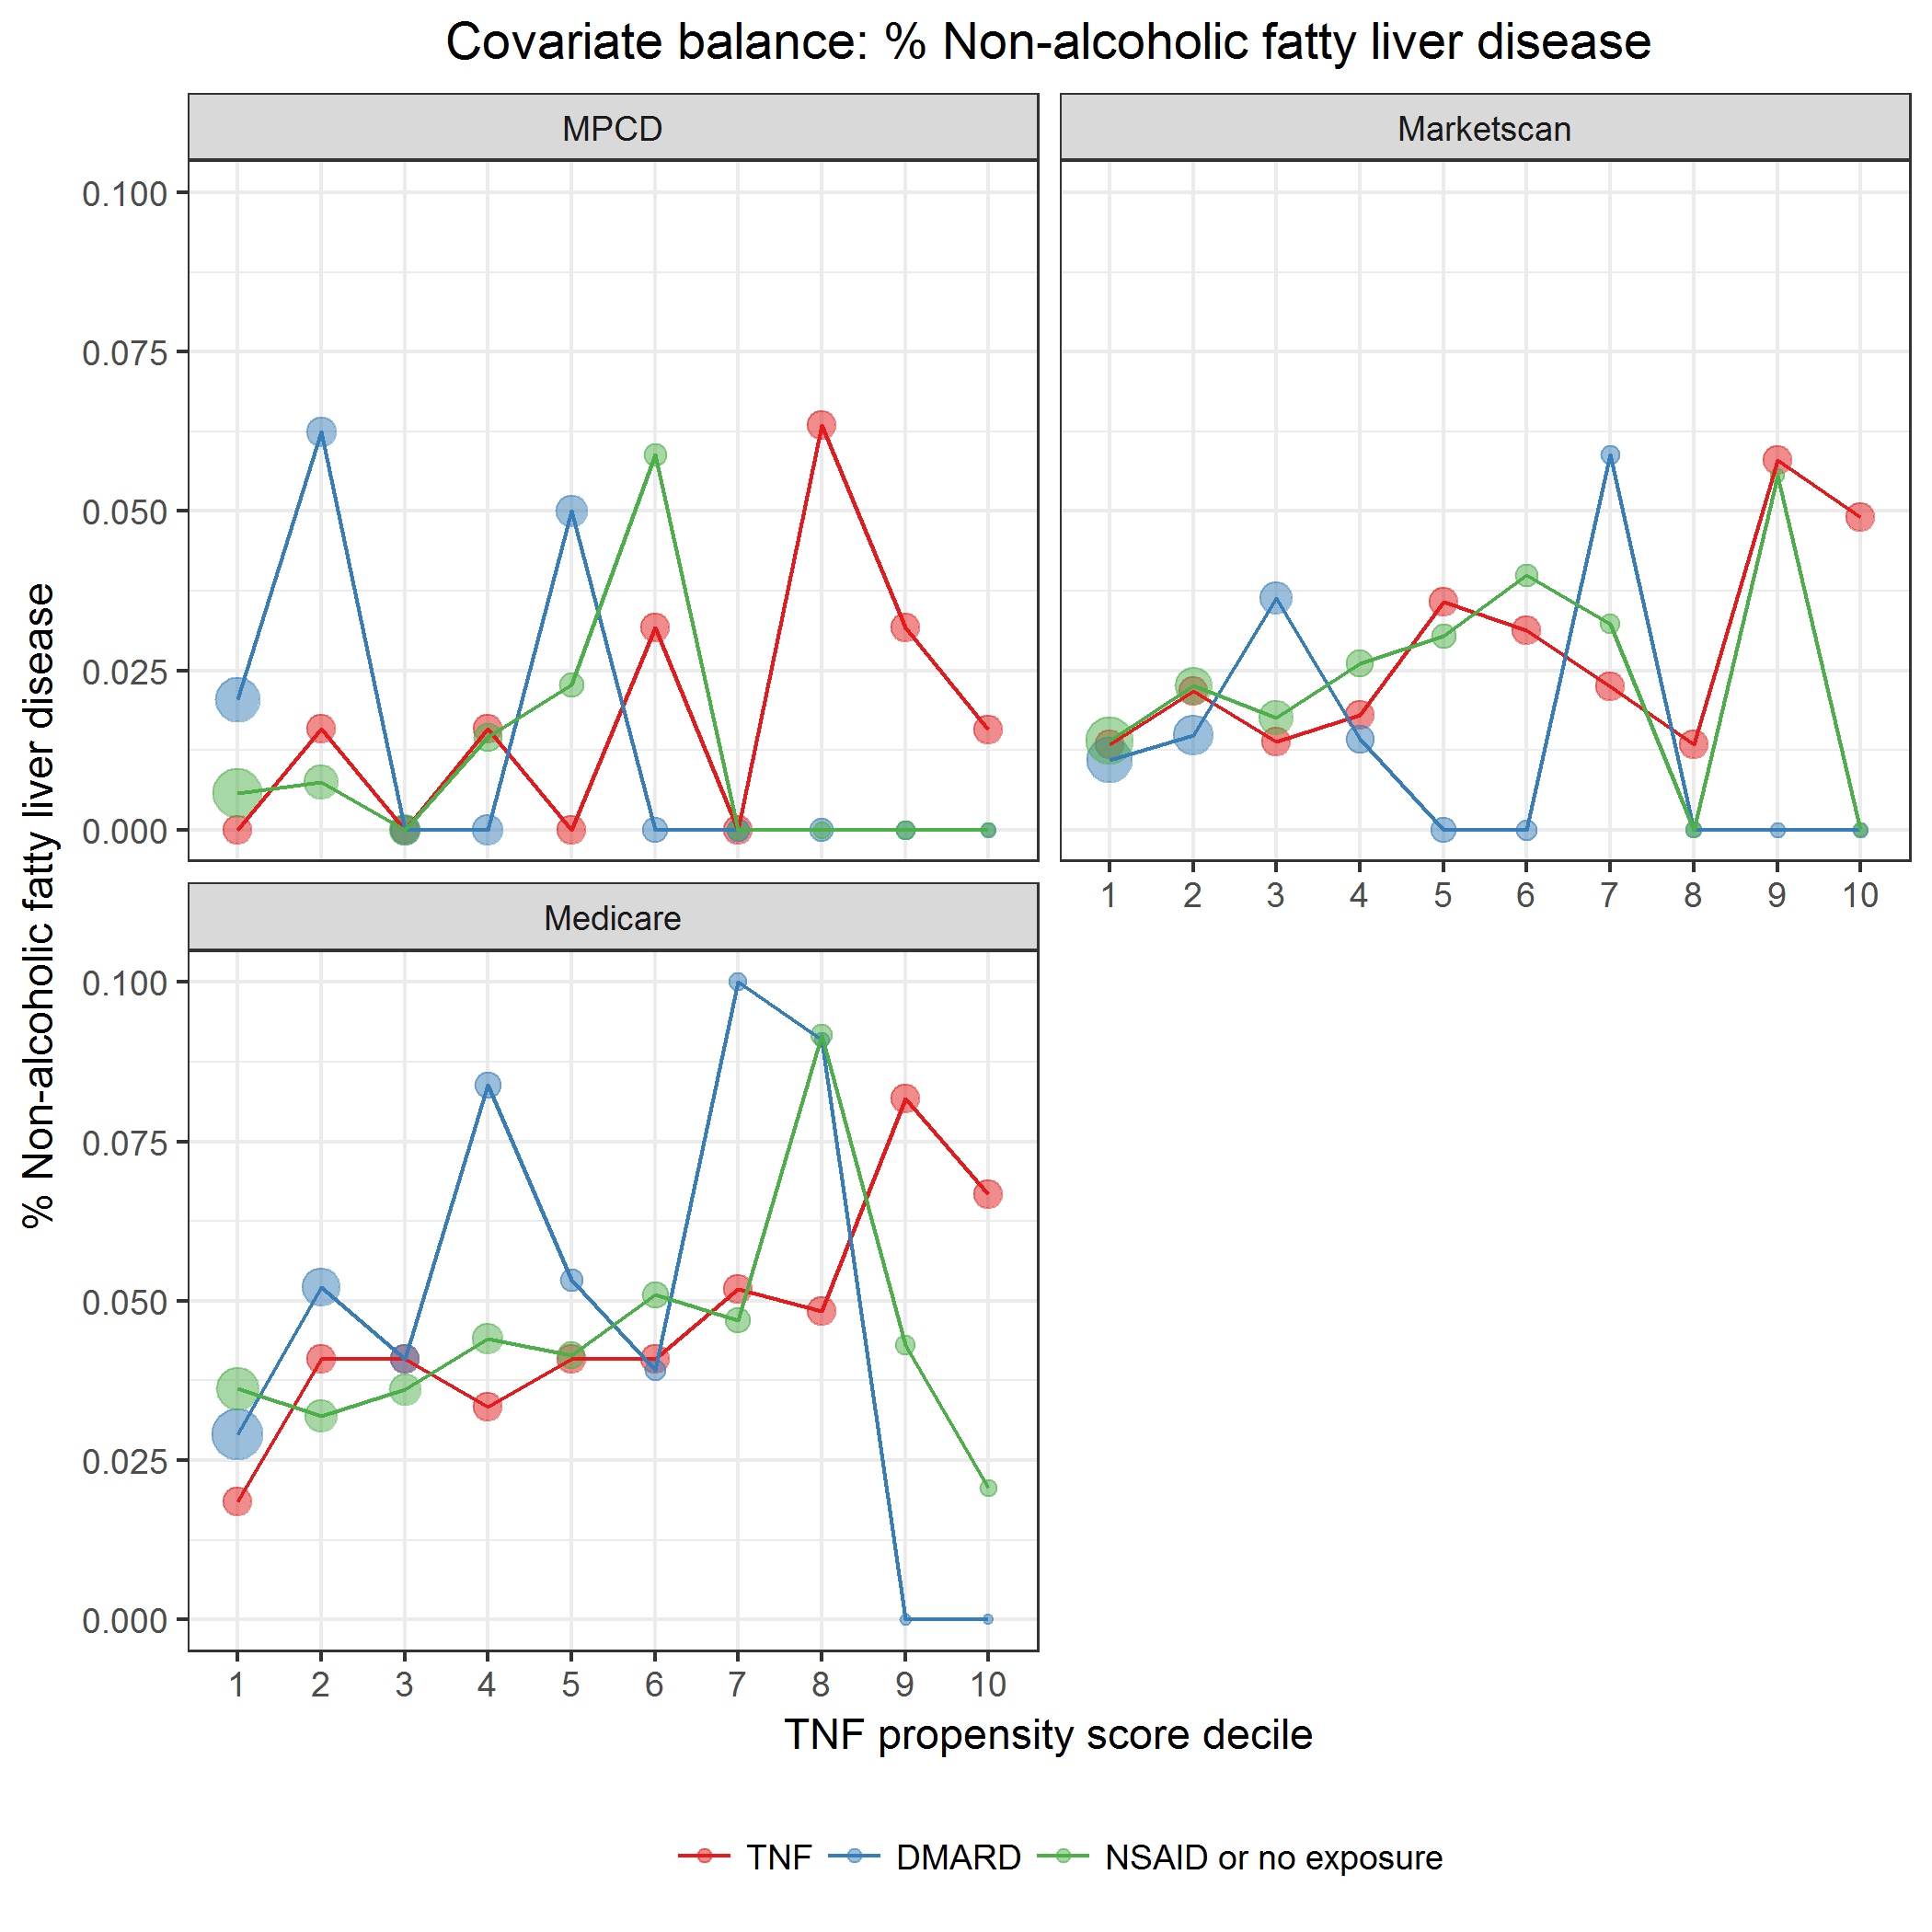 Covariate balance: % Non-alcoholic fatty liver disease
MPCD
Marketscan
0.100
0.075
0.050
0.025
0.000
1 2 3 4 5 6 7 8 9 10
Medicare
0.100
0.075
0.050
0.025
0.000
1 2 3 4 5 6 7 8 9 10
% Non-alcoholic fatty liver disease
TNF propensity score decile
TNF DMARD NSAID or no exposure